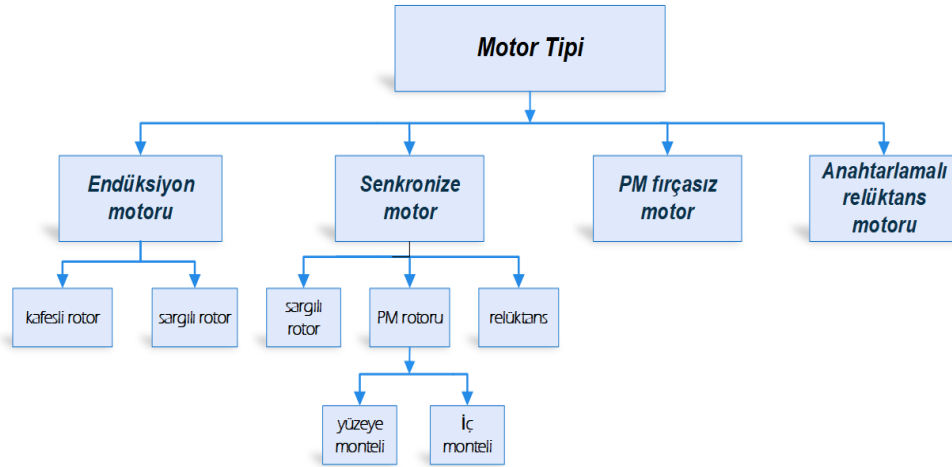 Motor Tipi
Endüksiyon
motoru
Senkronize
motor
PM fırçasız
motor
Anahtarlamalı
relüktans
motoru
kafesli rotor
sargılı rotor
sargılı
rotor
PM rotoru
relüktans
yüzeye
monteli
İç
monteli